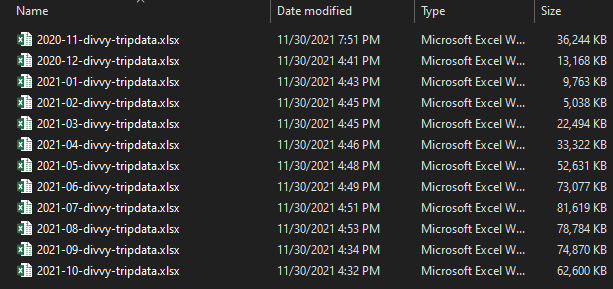 Name Date modified Type Size
2020-11-divvy-tripdata.xlsx 11/30/2021 7:51 PM Microsoft Excel W... 36,244 KB
2020-12-divvy-tripdata.xlsx 11/30/2021 4:41 PM Microsoft Excel W... 13,168 KB
2021-01-divvy-tripdata.xlsx 11/30/2021 4:43 PM Microsoft Excel W... 9,763 KB
2021-02-divvy-tripdata.xlsx 11/30/2021 4:45 PM Microsoft Excel W... 5,038 KB
2021-03-divvy-tripdata.xlsx 11/30/2021 4:45 PM Microsoft Excel W... 22,494 KB
2021-04-divvy-tripdata.xlsx 11/30/2021 4:46 PM Microsoft Excel W... 33,322 KB
2021-05-divvy-tripdata.xlsx 11/30/2021 4:48 PM Microsoft Excel W... 52,631 KB
2021-06-divvy-tripdata.xlsx 11/30/2021 4:49 PM Microsoft Excel W... 73,077 KB
2021-07-divvy-tripdata.xlsx 11/30/2021 4:51 PM Microsoft Excel W... 81,619 KB
2021-08-divvy-tripdata.xlsx 11/30/2021 4:53 PM Microsoft Excel W... 78,784 KB
2021-09-divvy-tripdata.xlsx 11/30/2021 4:34 PM Microsoft Excel W... 74,870 KB
2021-10-divvy-tripdata.xlsx 11/30/2021 4:32 PM Microsoft Excel W... 62,600 KB